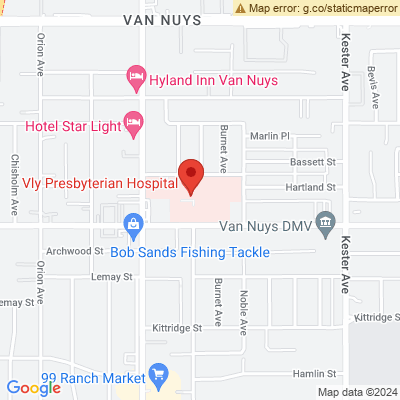 Map error: g.co/staticmaperror
VAN NUYS
Orion Ave
Kester Ave
Hyland Inn Van Nuys
Bevis Ave
Hotel Star Light
Burnet Ave
Marlin Pl
Bassett St
Chisholm Ave
Vly Presbyterian Hospital
Hartland St
Van Nuys DMV
Archwood St
Bob Sands Fishing Tackle
Kester Ave
Orion Ave
Lemay St
Lemay St
Burnet Ave
Noble Ave
Kittridge St
Kittridge St
99 Ranch Market
Hamlin St
Google
Map data ©2024